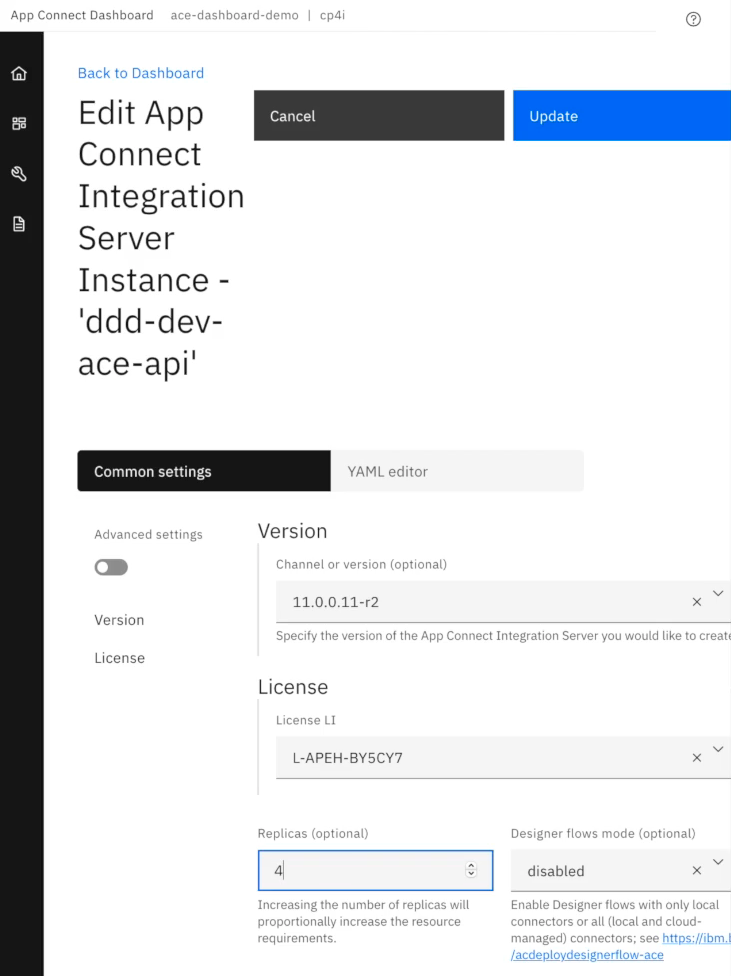 App Connect Dashboard ace-dashboard-demo | cp4i
Back to Dashboard
Edit App
Connect
Integration
Server
Instance -
'ddd-dev-
ace-api'
Cancel
Update
Common settings
YAML editor
Advanced settings
Version
License
Version
Channel or version (optional)
11.0.0.11-r2
Specify the version of the App Connect Integration Server you would like to create
License
License LI
L-APEH-BY5CY7
Replicas (optional)
4
Increasing the number of replicas will
proportionally increase the resource
requirements.
Designer flows mode (optional)
disabled
Enable Designer flows with only local
connectors or all (local and cloud-
managed) connectors; see https://ibm.b
/acdeploydesignerflow-ace